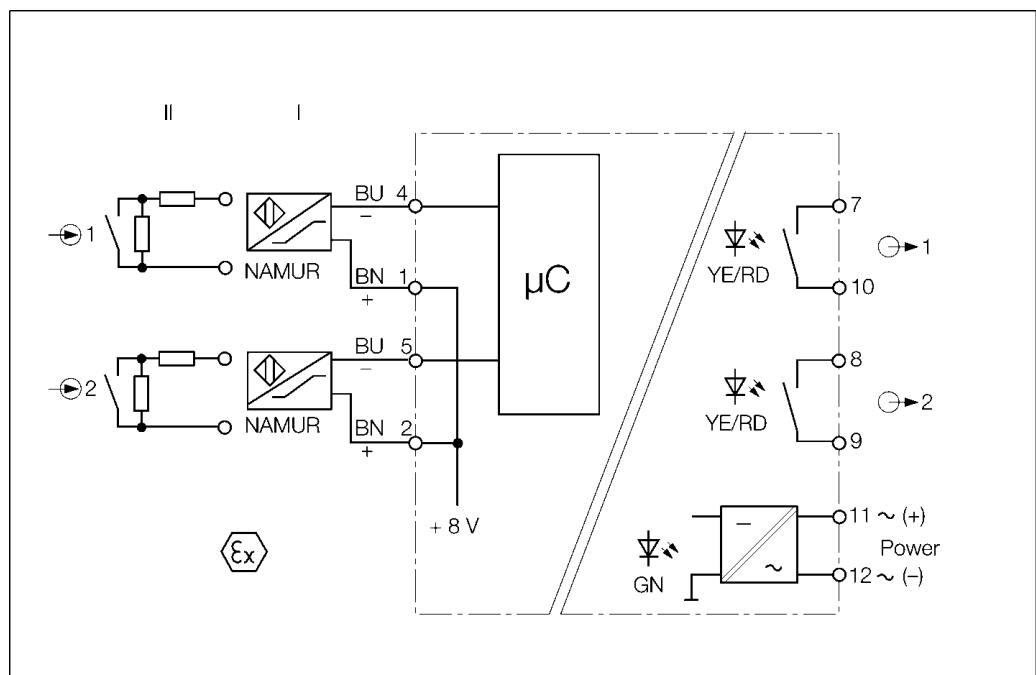 II I
BU 4
–
1
NAMUR
BN 1
+
µC
7
YE/RD
1
10
BU 5
–
2
NAMUR
BN 2
+
8
YE/RD
2
9
+ 8 V
εx
GN
–
~
11 ~ (+)
Power
12 ~ (–)